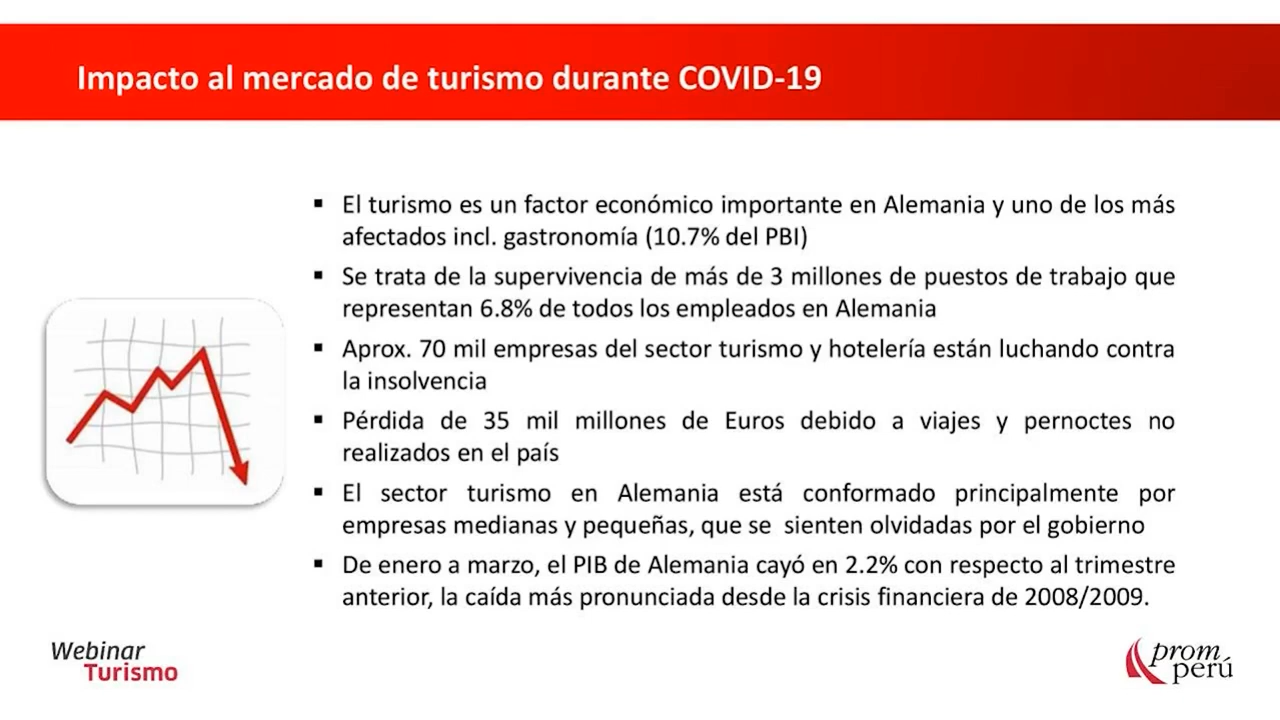 Impacto al mercado de turismo durante COVID-19
▪ El turismo es un factor económico importante en Alemania y uno de los más
afectados incl. gastronomía (10.7% del PBI)
▪ Se trata de la supervivencia de más de 3 millones de puestos de trabajo que
representan 6.8% de todos los empleados en Alemania
▪ Aprox. 70 mil empresas del sector turismo y hotelería están luchando contra
la insolvencia
▪ Pérdida de 35 mil millones de Euros debido a viajes y pernoctes no
realizados en el país
▪ El sector turismo en Alemania está conformado principalmente por
empresas medianas y pequeñas, que se sienten olvidadas por el gobierno
▪ De enero a marzo, el PIB de Alemania cayó en 2.2% con respecto al trimestre
anterior, la caída más pronunciada desde la crisis financiera de 2008/2009.
Webinar
Turismo
prom
perú